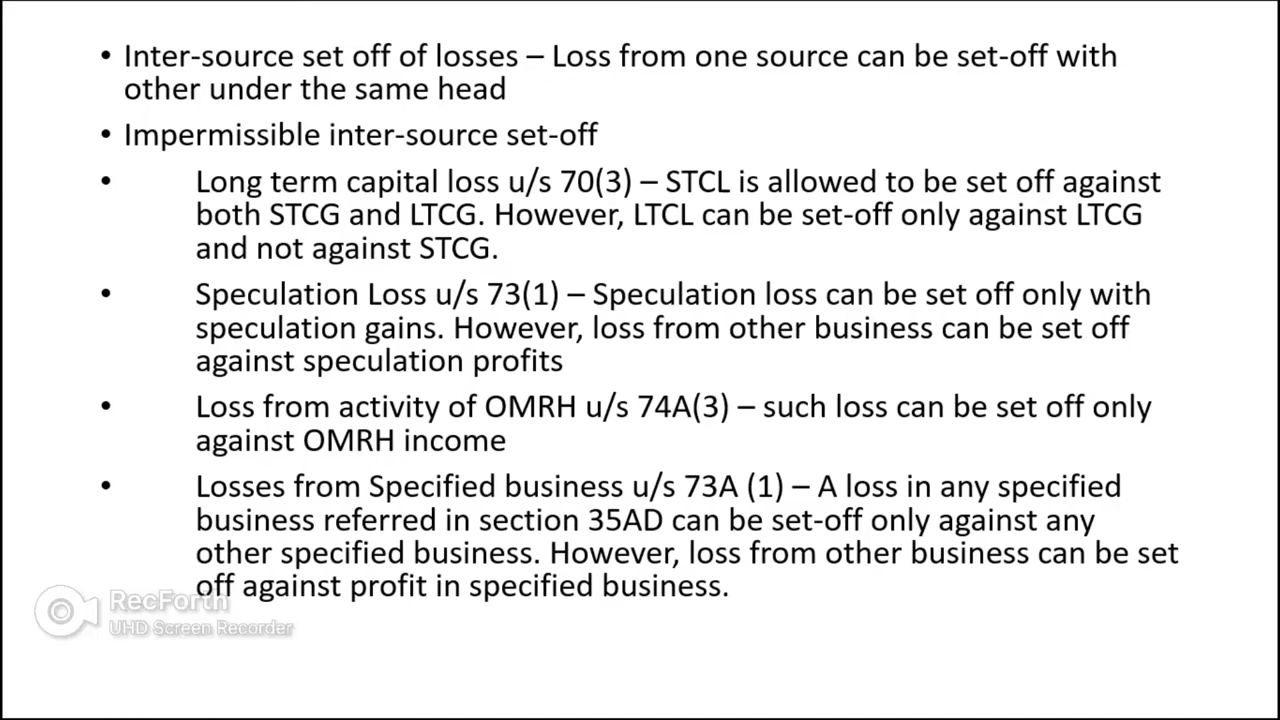 • Inter-source set off of losses – Loss from one source can be set-off with
other under the same head
• Impermissible inter-source set-off
• Long term capital loss u/s 70(3) – STCL is allowed to be set off against
both STCG and LTCG. However, LTCL can be set-off only against LTCG
and not against STCG.
• Speculation Loss u/s 73(1) – Speculation loss can be set off only with
speculation gains. However, loss from other business can be set off
against speculation profits
• Loss from activity of OMRH u/s 74A(3) – such loss can be set off only
against OMRH income
• Losses from Specified business u/s 73A (1) – A loss in any specified
business referred in section 35AD can be set-off only against any
other specified business. However, loss from other business can be set
off against profit in specified business.
RecForth
UHD Screen Recorder